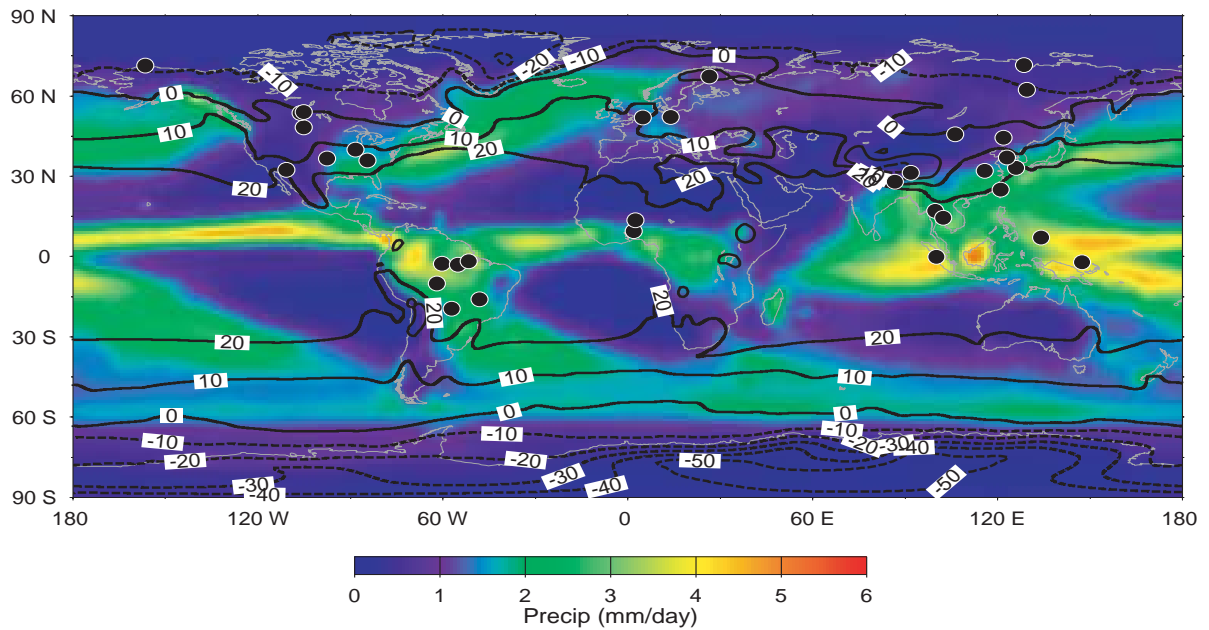 90 N
60 N
30 N
0
30 S
60 S
90 S
-20 -10 0
-10 -10
0 0
10 0 10 10
20 20 20
20
20 20
20 20
10 10 10
0 0 0
-10 -10 -10
-20 -20 -20 -30 -40
-30 -30 -50
-40 -40 -50
180 120 W 60 W 0 60 E 120 E 180
0 1 2 3 4 5 6
Precip (mm/day)